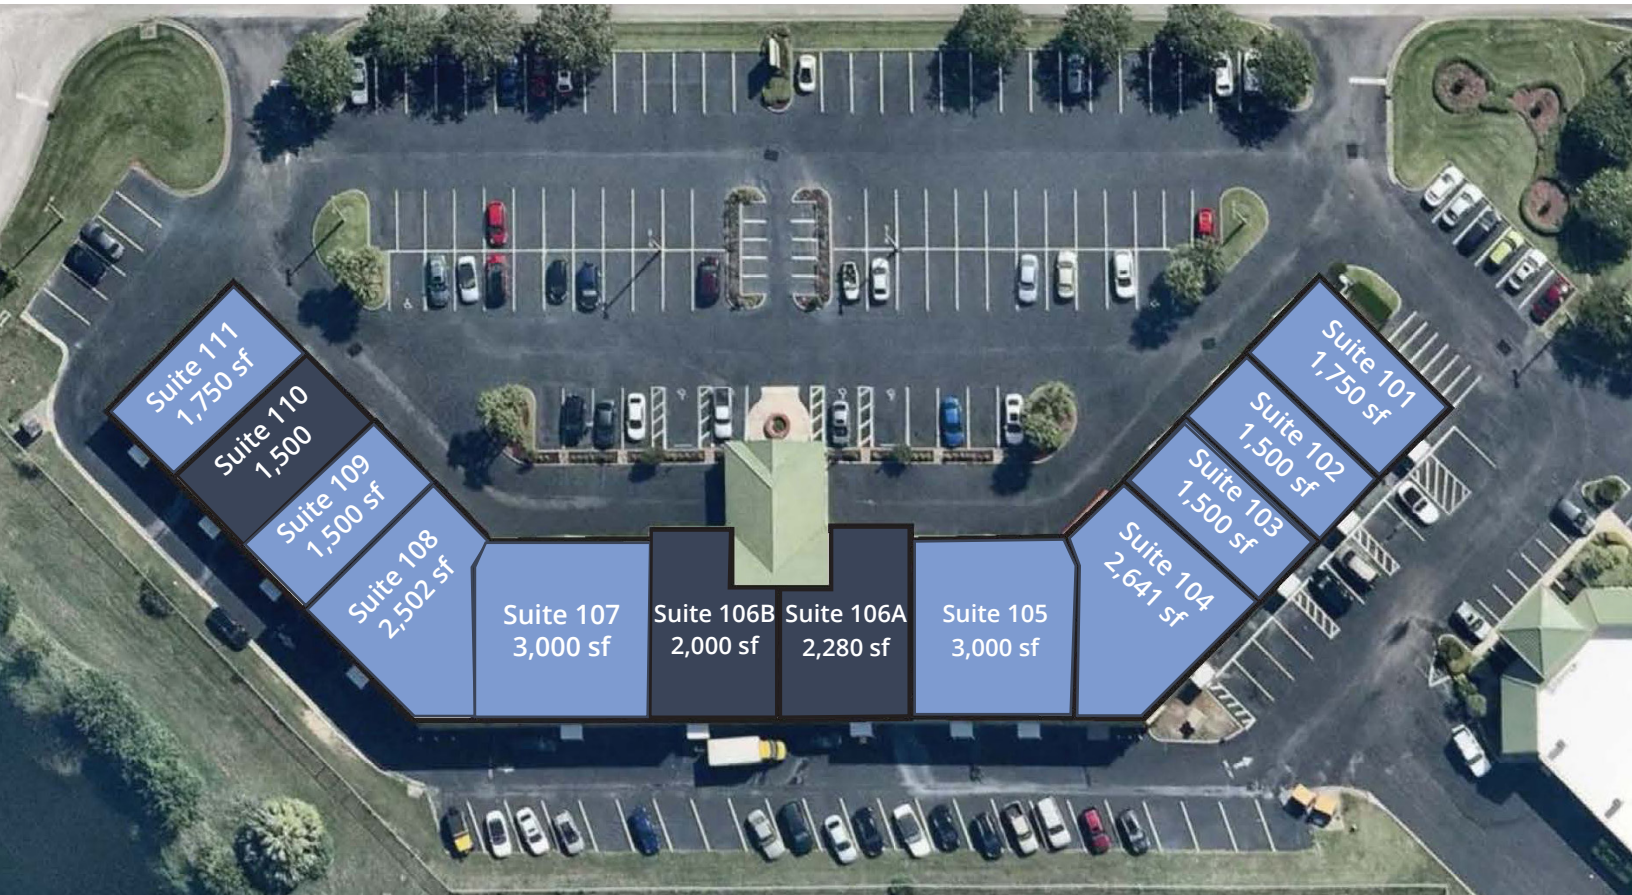 Suite 111
1,750 sf
Suite 110
1,500
Suite 109
1,500 sf
Suite 108
2,502 sf
Suite 107
3,000 sf
Suite 106B
2,000 sf
Suite 106A
2,280 sf
Suite 105
3,000 sf
Suite 104
2,641 sf
Suite 103
1,500 sf
Suite 102
1,500 sf
Suite 101
1,750 sf